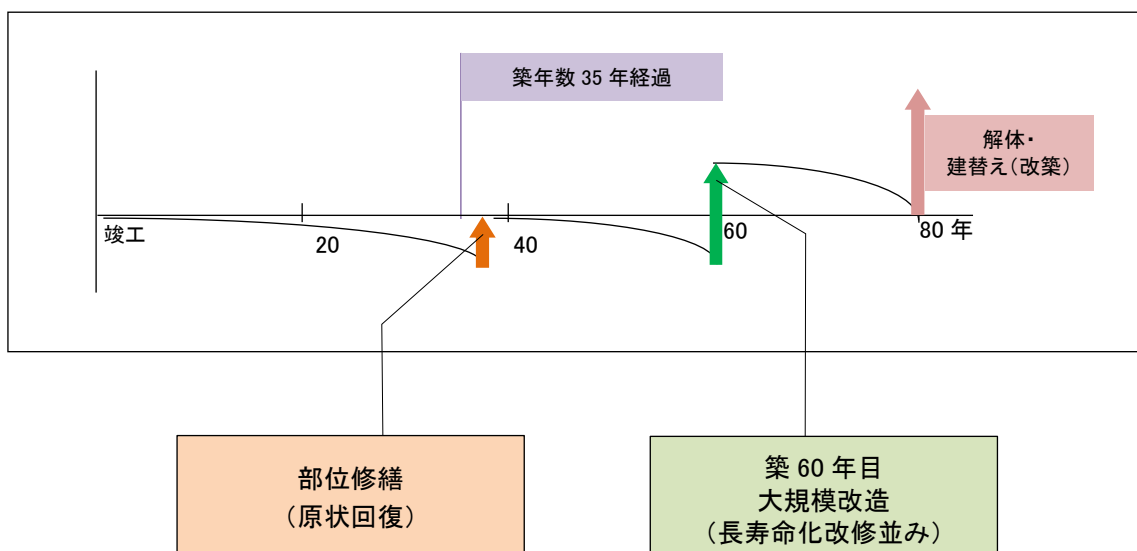 築年数 35 年経過
解体・
建替え（改築）
竣工
20
40
60
80 年
部位修繕
（原状回復）
築 60 年目
大規模改造
（長寿命化改修並み）